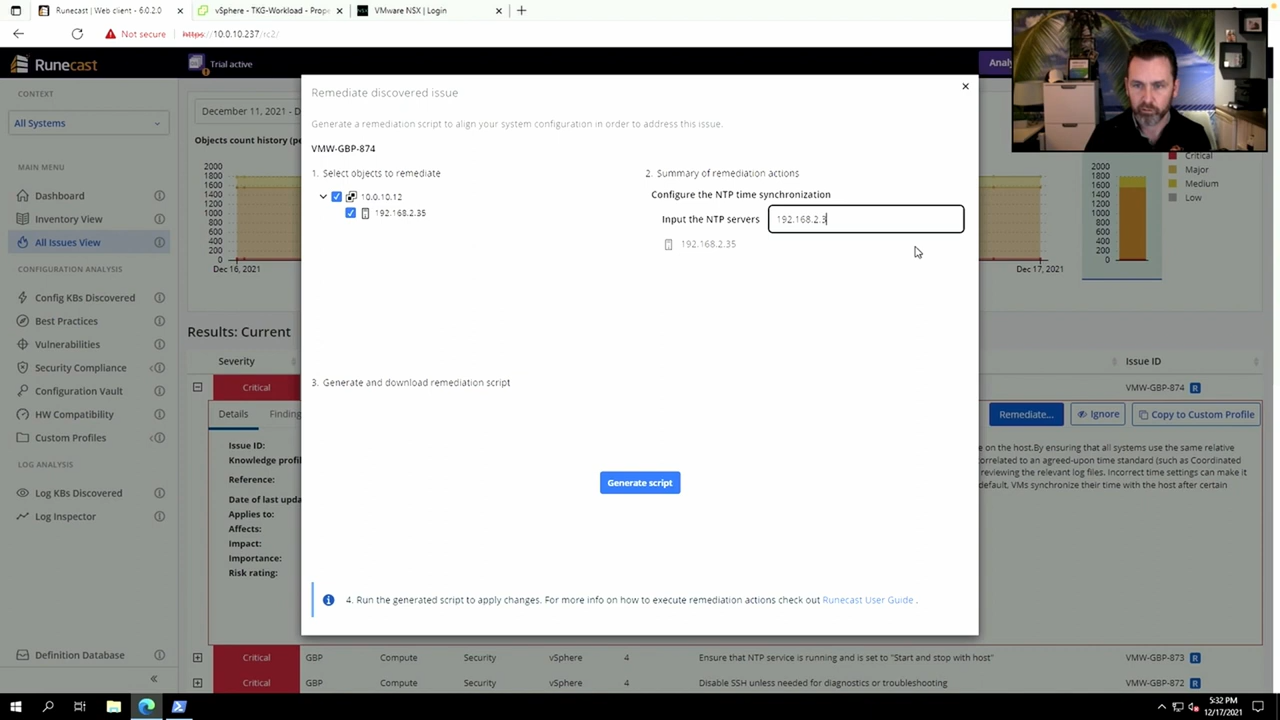 Runecast | Web client - 6.0.2.0
vSphere - TKG-Workload - Prope
VMware NSX | Login
Not secure
https://10.0.10.237/rc2/
Runecast
Trial active
Analy
CONTEXT
All Systems
MAIN MENU
Dashboard
Inventory View
All Issues View
CONFIGURATION ANALYSIS
Config KBs Discovered
Best Practices
Vulnerabilities
Security Compliance
Configuration Vault
HW Compatibility
Custom Profiles
LOG ANALYSIS
Log KBs Discovered
Log Inspector
Definition Database
December 11, 2021 - D
Objects count history (p
2000
1800
1600
1400
1200
1000
800
600
400
200
0
Dec 16, 2021
Dec 17, 2021
2000
1800
1600
1400
1200
1000
800
600
400
200
0
Critical
Major
Medium
Low
Remediate discovered issue
Generate a remediation script to align your system configuration in order to address this issue.
VMW-GBP-874
1. Select objects to remediate
10.0.10.12
192.168.2.35
2. Summary of remediation actions
Configure the NTP time synchronization
Input the NTP servers
192.168.2.3
192.168.2.35
3. Generate and download remediation script
Generate script
4. Run the generated script to apply changes. For more info on how to execute remediation actions check out Runecast User Guide .
Results: Current
Severity
Issue ID
Critical
VMW-GBP-874 R
Details
Finding
Remediate...
Ignore
Copy to Custom Profile
Issue ID:
Knowledge profil
Reference:
Date of last upda
Applies to:
Affects:
Impact:
Importance:
Risk rating:
e on the host.By ensuring that all systems use the same relative
orrelated to an agreed-upon time standard (such as Coordinated
reviewing the relevant log files. Incorrect time settings can make it
default, VMs synchronize their time with the host after certain
Critical GBP Compute Security vSphere 4 Ensure that NTP service is running and is set to "Start and stop with host" VMW-GBP-873 R
Critical GBP Compute Security vSphere 4 Disable SSH unless needed for diagnostics or troubleshooting VMW-GBP-872 R
5:32 PM
12/17/2021